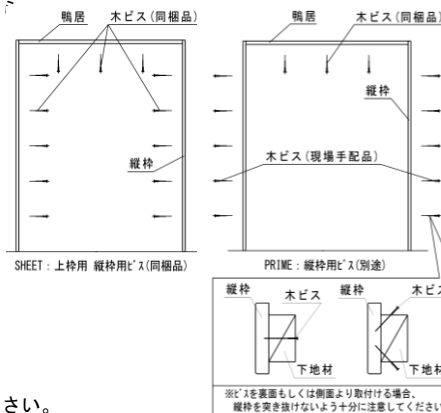 鴨居
木ビス(同梱品)
縦枠
SHEET：上枠用 縦枠用ﾋﾞｽ(同梱品)
鴨居
木ビス(同梱品)
縦枠
木ビス(現場手配品)
PRIME：縦枠用ﾋﾞｽ(別途)
縦枠
木ビス
下地材
縦枠
木ビス
下地材
※ﾋﾞｽを裏面もしくは側面より取付ける場合、
縦枠を突き抜けないよう十分に注意してください
さい。